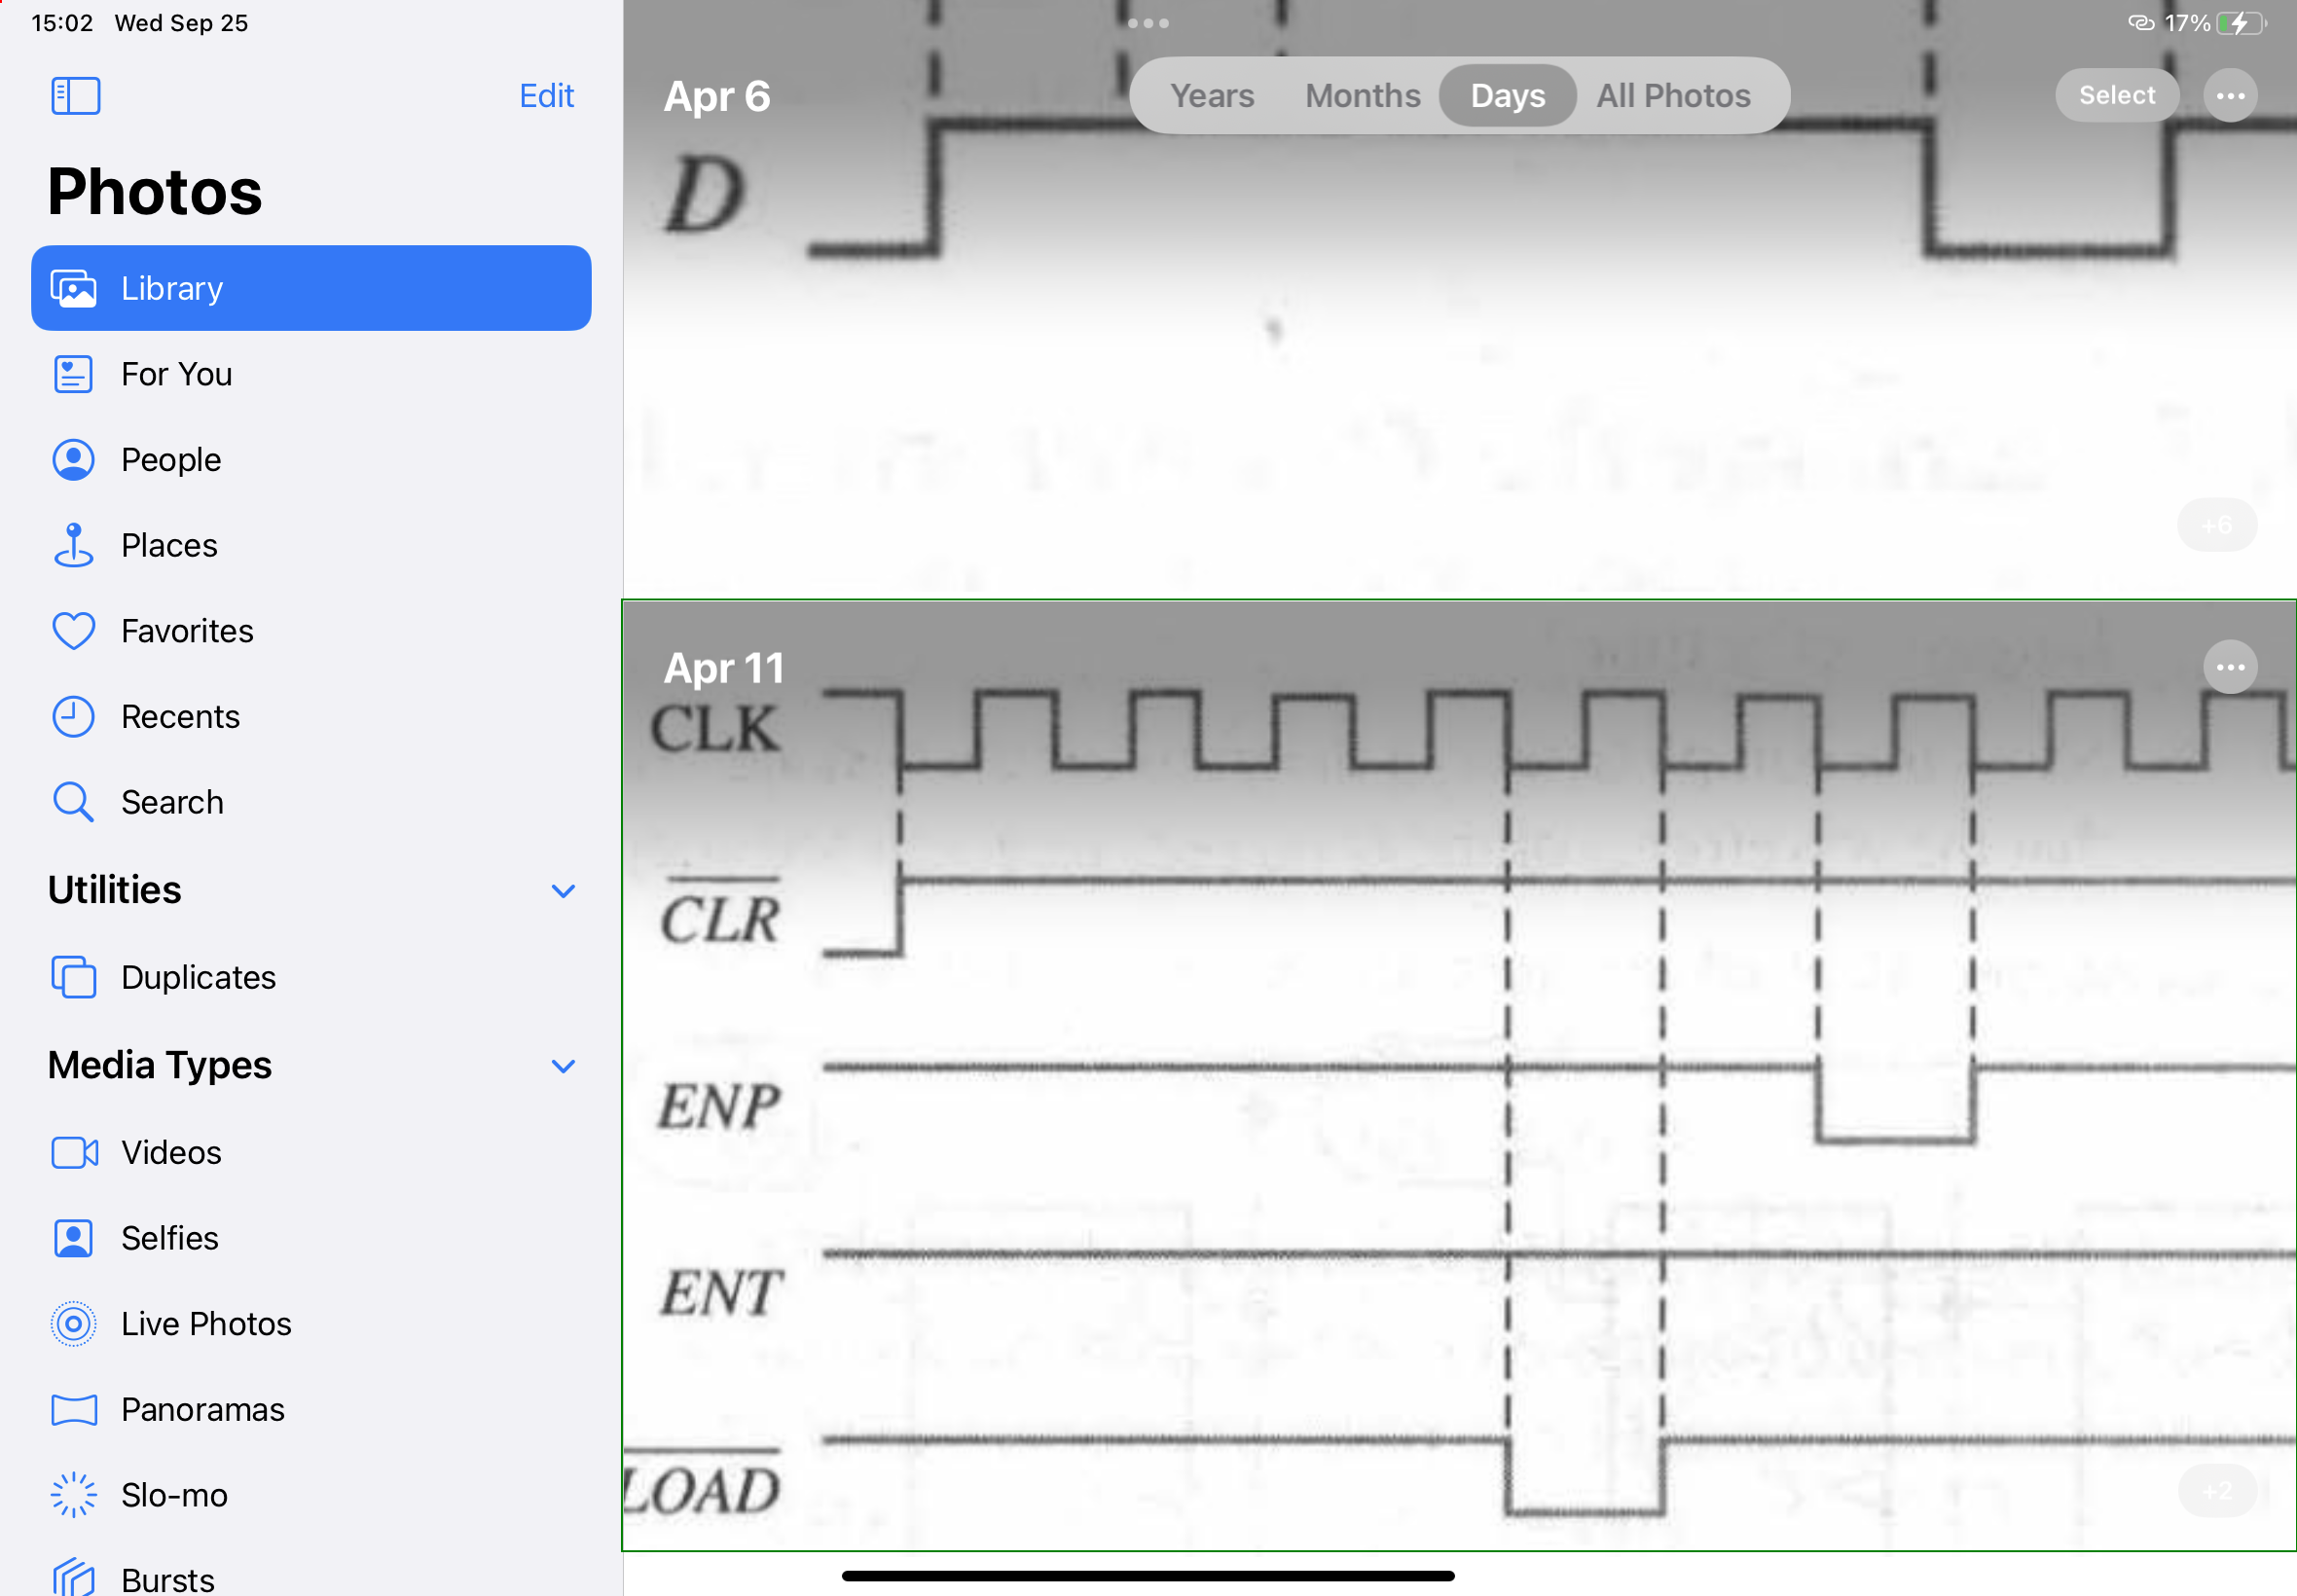 15:02 Wed Sep 25
17%
Edit
Photos
Library
For You
People
Places
Favorites
Recents
Search
Utilities
Duplicates
Media Types
Videos
Selfies
Live Photos
Panoramas
Slo-mo
Bursts
Apr 6
Years Months Days All Photos
Select
D
+6
Apr 11
CLK
CLR
ENP
ENT
LOAD
+2